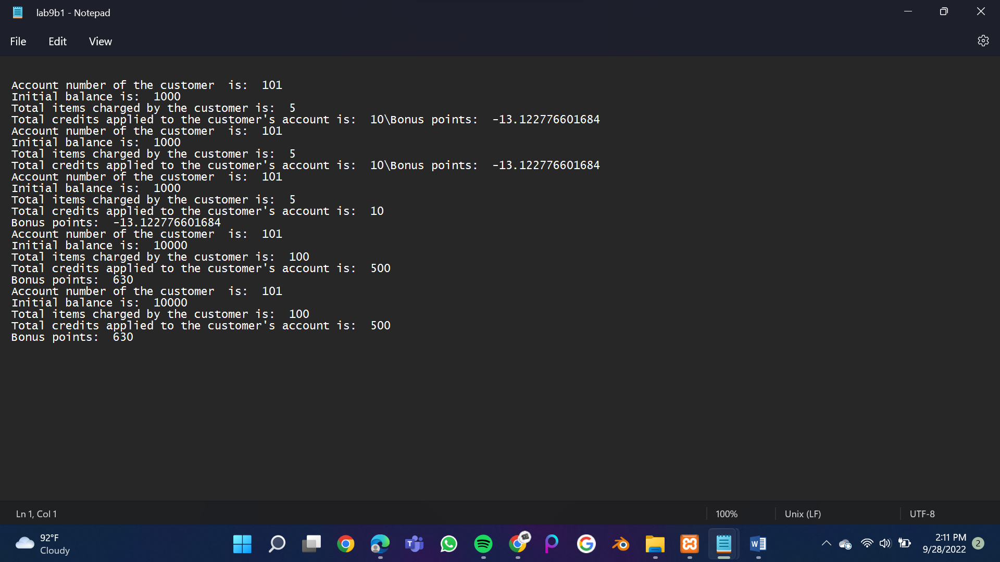 lab9b1 - Notepad
File Edit View
Account number of the customer  is:  101
Initial balance is:  1000
Total items charged by the customer is:  5
Total credits applied to the customer's account is:  10\Bonus points:  -13.122776601684
Account number of the customer  is:  101
Initial balance is:  1000
Total items charged by the customer is:  5
Total credits applied to the customer's account is:  10\Bonus points:  -13.122776601684
Account number of the customer  is:  101
Initial balance is:  1000
Total items charged by the customer is:  5
Total credits applied to the customer's account is:  10
Bonus points:  -13.122776601684
Account number of the customer  is:  101
Initial balance is:  10000
Total items charged by the customer is:  100
Total credits applied to the customer's account is:  500
Bonus points:  630
Account number of the customer  is:  101
Initial balance is:  10000
Total items charged by the customer is:  100
Total credits applied to the customer's account is:  500
Bonus points:  630
Ln 1, Col 1 100% Unix (LF) UTF-8
92°F
Cloudy
2:11 PM
9/28/2022
2